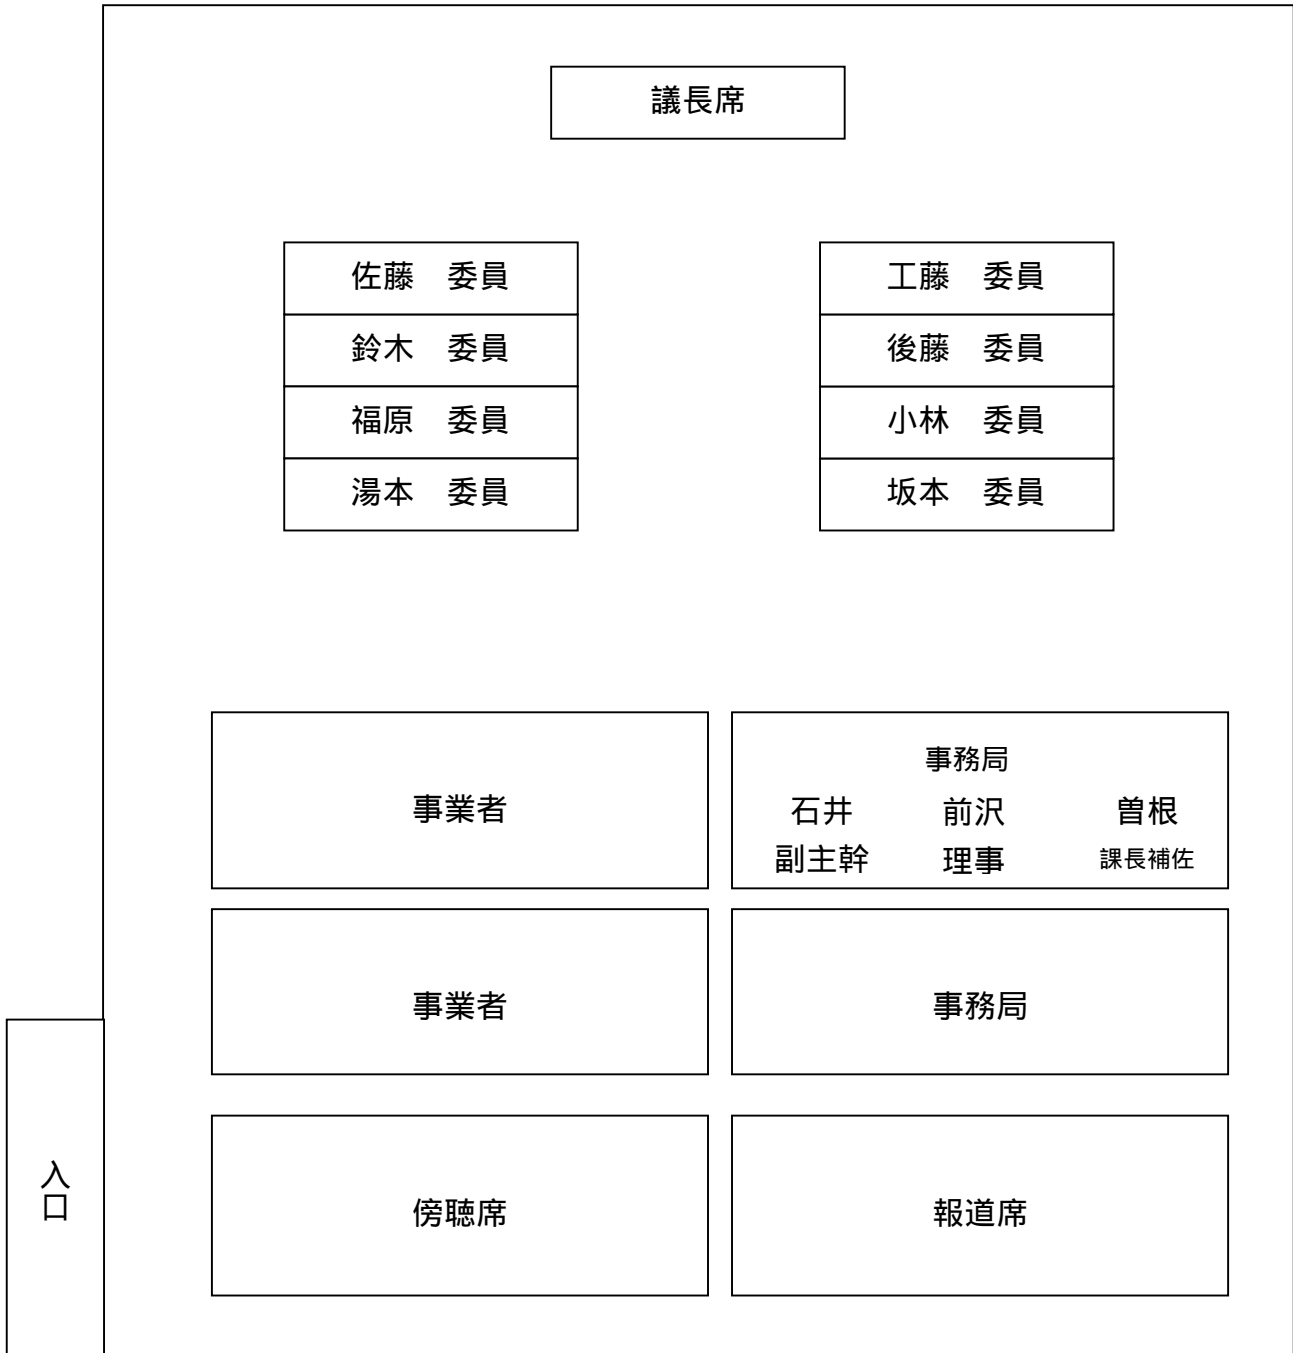 議長席
佐藤　委員
鈴木　委員
福原　委員
湯本　委員
工藤　委員
後藤　委員
小林　委員
坂本　委員
事業者
事務局
石井　前沢　曽根
副主幹　理事　課長補佐
事業者
事務局
入口
傍聴席
報道席